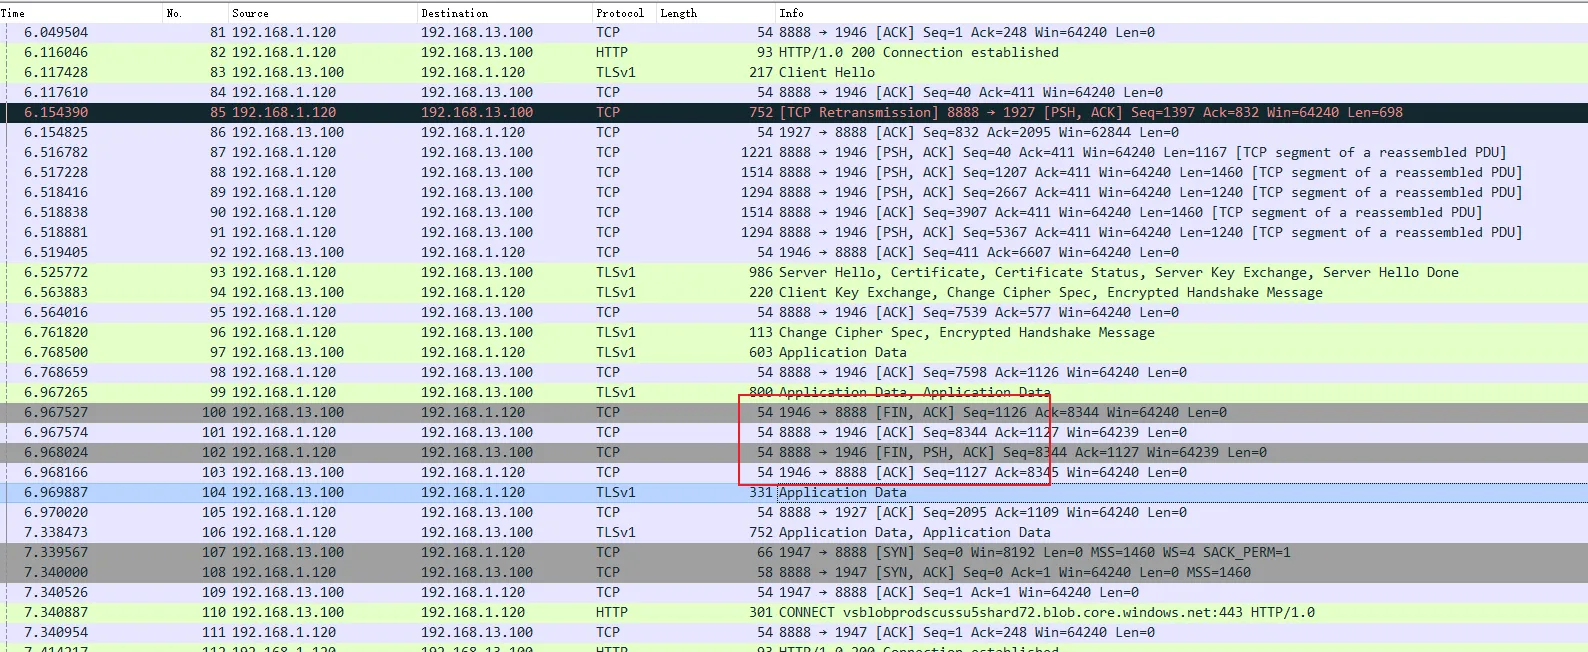 Time No. Source Destination Protocol Length Info
6.049504 81 192.168.1.120 192.168.13.100 TCP 54 8888 → 1946 [ACK] Seq=1 Ack=248 Win=64240 Len=0
6.116046 82 192.168.1.120 192.168.13.100 HTTP 93 HTTP/1.0 200 Connection established
6.117428 83 192.168.13.100 192.168.1.120 TLSv1 217 Client Hello
6.117610 84 192.168.1.120 192.168.13.100 TCP 54 8888 → 1946 [ACK] Seq=40 Ack=411 Win=64240 Len=0
6.154390 85 192.168.1.120 192.168.13.100 TCP 752 [TCP Retransmission] 8888 → 1927 [PSH, ACK] Seq=1397 Ack=832 Win=64240 Len=698
6.154825 86 192.168.13.100 192.168.1.120 TCP 54 1927 → 8888 [ACK] Seq=832 Ack=2095 Win=62844 Len=0
6.516782 87 192.168.1.120 192.168.13.100 TCP 1221 8888 → 1946 [PSH, ACK] Seq=40 Ack=411 Win=64240 Len=1167 [TCP segment of a reassembled PDU]
6.517228 88 192.168.1.120 192.168.13.100 TCP 1514 8888 → 1946 [PSH, ACK] Seq=1207 Ack=411 Win=64240 Len=1460 [TCP segment of a reassembled PDU]
6.518416 89 192.168.1.120 192.168.13.100 TCP 1294 8888 → 1946 [PSH, ACK] Seq=2667 Ack=411 Win=64240 Len=1240 [TCP segment of a reassembled PDU]
6.518838 90 192.168.1.120 192.168.13.100 TCP 1514 8888 → 1946 [ACK] Seq=3907 Ack=411 Win=64240 Len=1460 [TCP segment of a reassembled PDU]
6.518881 91 192.168.1.120 192.168.13.100 TCP 1294 8888 → 1946 [PSH, ACK] Seq=5367 Ack=411 Win=64240 Len=1240 [TCP segment of a reassembled PDU]
6.519405 92 192.168.13.100 192.168.1.120 TCP 54 1946 → 8888 [ACK] Seq=411 Ack=6607 Win=64240 Len=0
6.525772 93 192.168.1.120 192.168.13.100 TLSv1 986 Server Hello, Certificate, Certificate Status, Server Key Exchange, Server Hello Done
6.563883 94 192.168.13.100 192.168.1.120 TLSv1 220 Client Key Exchange, Change Cipher Spec, Encrypted Handshake Message
6.564016 95 192.168.1.120 192.168.13.100 TCP 54 8888 → 1946 [ACK] Seq=7539 Ack=577 Win=64240 Len=0
6.761820 96 192.168.1.120 192.168.13.100 TLSv1 113 Change Cipher Spec, Encrypted Handshake Message
6.768500 97 192.168.13.100 192.168.1.120 TLSv1 603 Application Data
6.768659 98 192.168.1.120 192.168.13.100 TCP 54 8888 → 1946 [ACK] Seq=7598 Ack=1126 Win=64240 Len=0
6.967265 99 192.168.1.120 192.168.13.100 TLSv1 800 Application Data, Application Data
6.967527 100 192.168.13.100 192.168.1.120 TCP 54 1946 → 8888 [FIN, ACK] Seq=1126 Ack=8344 Win=64240 Len=0
6.967574 101 192.168.1.120 192.168.13.100 TCP 54 8888 → 1946 [ACK] Seq=8344 Ack=1127 Win=64239 Len=0
6.968024 102 192.168.1.120 192.168.13.100 TCP 54 8888 → 1946 [FIN, PSH, ACK] Seq=8344 Ack=1127 Win=64239 Len=0
6.968166 103 192.168.13.100 192.168.1.120 TCP 54 1946 → 8888 [ACK] Seq=1127 Ack=8345 Win=64240 Len=0
6.969887 104 192.168.13.100 192.168.1.120 TLSv1 331 Application Data
6.970020 105 192.168.1.120 192.168.13.100 TCP 54 8888 → 1927 [ACK] Seq=2095 Ack=1109 Win=64240 Len=0
7.338473 106 192.168.1.120 192.168.13.100 TLSv1 752 Application Data, Application Data
7.339567 107 192.168.13.100 192.168.1.120 TCP 66 1947 → 8888 [SYN] Seq=0 Win=8192 Len=0 MSS=1460 WS=4 SACK_PERM=1
7.340000 108 192.168.1.120 192.168.13.100 TCP 58 8888 → 1947 [SYN, ACK] Seq=0 Ack=1 Win=64240 Len=0 MSS=1460
7.340526 109 192.168.13.100 192.168.1.120 TCP 54 1947 → 8888 [ACK] Seq=1 Ack=1 Win=64240 Len=0
7.340887 110 192.168.13.100 192.168.1.120 HTTP 301 CONNECT vsblobprodscussu5shard72.blob.core.windows.net:443 HTTP/1.0
7.340954 111 192.168.1.120 192.168.13.100 TCP 54 8888 → 1947 [ACK] Seq=1 Ack=248 Win=64240 Len=0
7.414217 112 192.168.1.120 192.168.13.100 HTTP 93 HTTP/1.0 200 Connection established